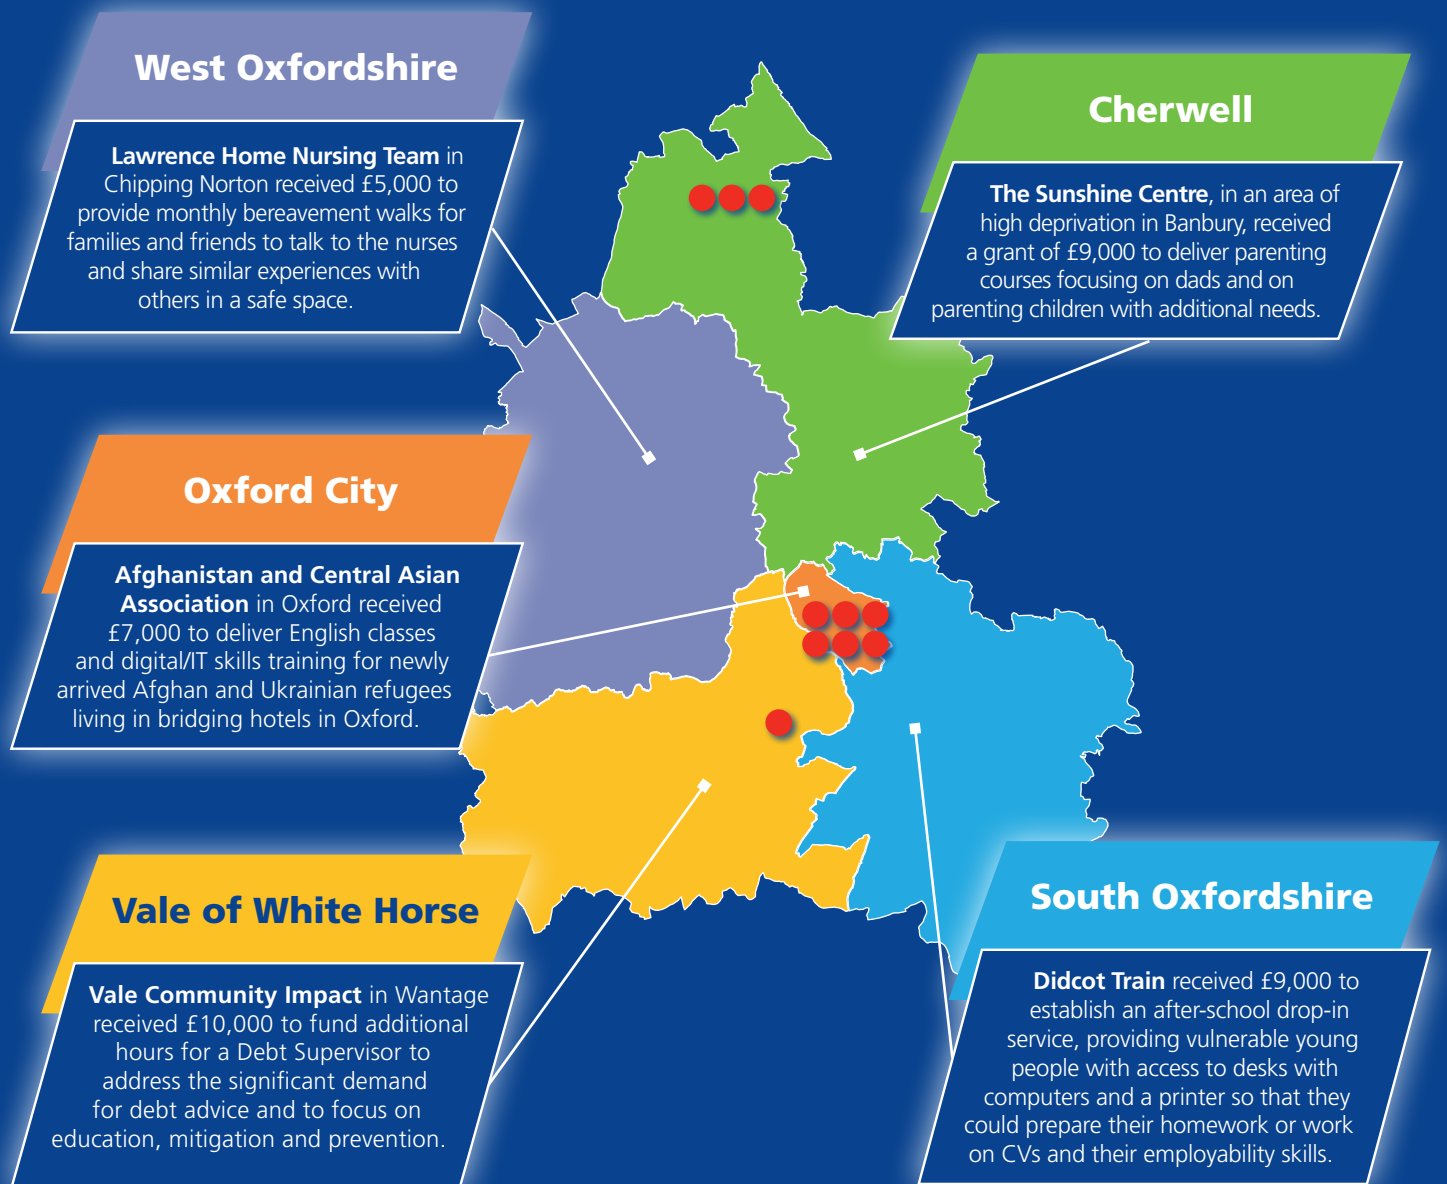 West Oxfordshire
Lawrence Home Nursing Team in
Chipping Norton received £5,000 to
provide monthly bereavement walks for
families and friends to talk to the nurses
and share similar experiences with
others in a safe space.
Cherwell
The Sunshine Centre, in an area of
high deprivation in Banbury, received
a grant of £9,000 to deliver parenting
courses focusing on dads and on
parenting children with additional needs.
Oxford City
Afghanistan and Central Asian
Association in Oxford received
£7,000 to deliver English classes
and digital/IT skills training for newly
arrived Afghan and Ukrainian refugees
living in bridging hotels in Oxford.
Vale of White Horse
Vale Community Impact in Wantage
received £10,000 to fund additional
hours for a Debt Supervisor to
address the significant demand
for debt advice and to focus on
education, mitigation and prevention.
South Oxfordshire
Didcot Train received £9,000 to
establish an after-school drop-in
service, providing vulnerable young
people with access to desks with
computers and a printer so that they
could prepare their homework or work
on CVs and their employability skills.